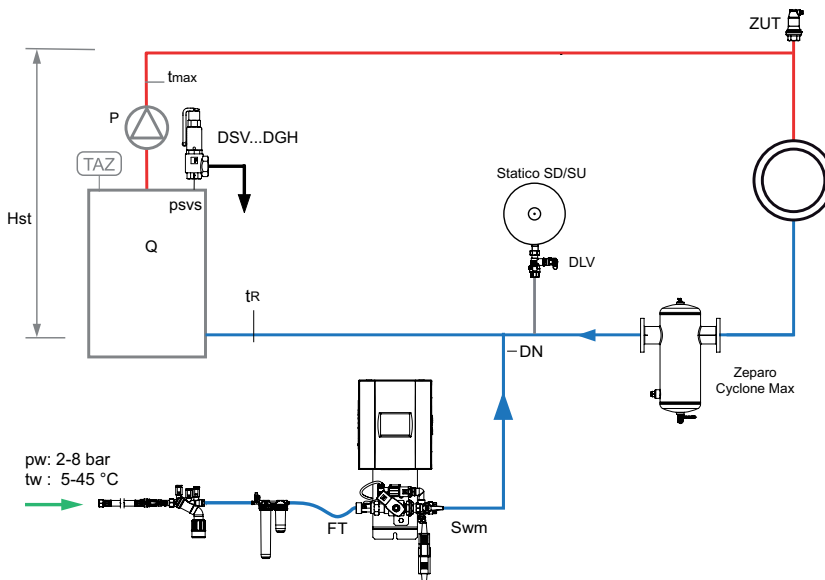 ZUT
tmax
P
DSV...DGH
TAZ
Statico SD/SU
psvs
Hst
Q
DLV
tR
DN
Zeparo
Cyclone Max
pw: 2-8 bar
tw : 5-45 °C
FT
Swm